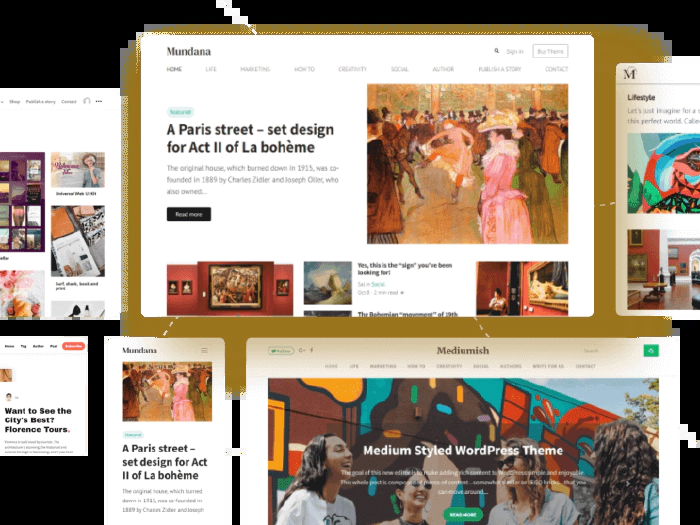 Mundana
Sign in
Buy Theme
HOME LIFE MARKETING HOW TO CREATIVITY SOCIAL AUTHOR PUBLISH A STORY CONTACT
Featured
A Paris street – set design
for Act II of La bohème
The original house, which burned down in 1915, was co-
founded in 1889 by Charles Zidler and Joseph Oller, who
also owned...
Read more
Yes, this is the "sign" you've been
looking for!
Sal in Social
2 min read
The Bohemian "movement" of 19th
M
Lifestyle
Let's just imagine for a
this perfect world.
Shop Publish a story Contact
Universal Web UI Kit
Surf, shack, book and
print
Home Tag Author Post Subscribe
Want to See the
City's Best?
Florence Tours.
Mundana
Featured
A Paris street –
set design for Act
II of La bohème
The original house, which burned
down in 1915, was co-founded in
1889 by Charles Zidler and Joseph
Mediumish
Search
HOME LIFE MARKETING HOW TO CREATIVITY SOCIAL AUTHORS WRITE FOR US CONTACT
Medium Styled WordPress Theme
The goal of this new editor is to make adding rich content to WordPress simple and enjoyable.
This whole post is composed of pieces of content—somewhat similar to LEGO bricks—that you
can move around...
READ MORE